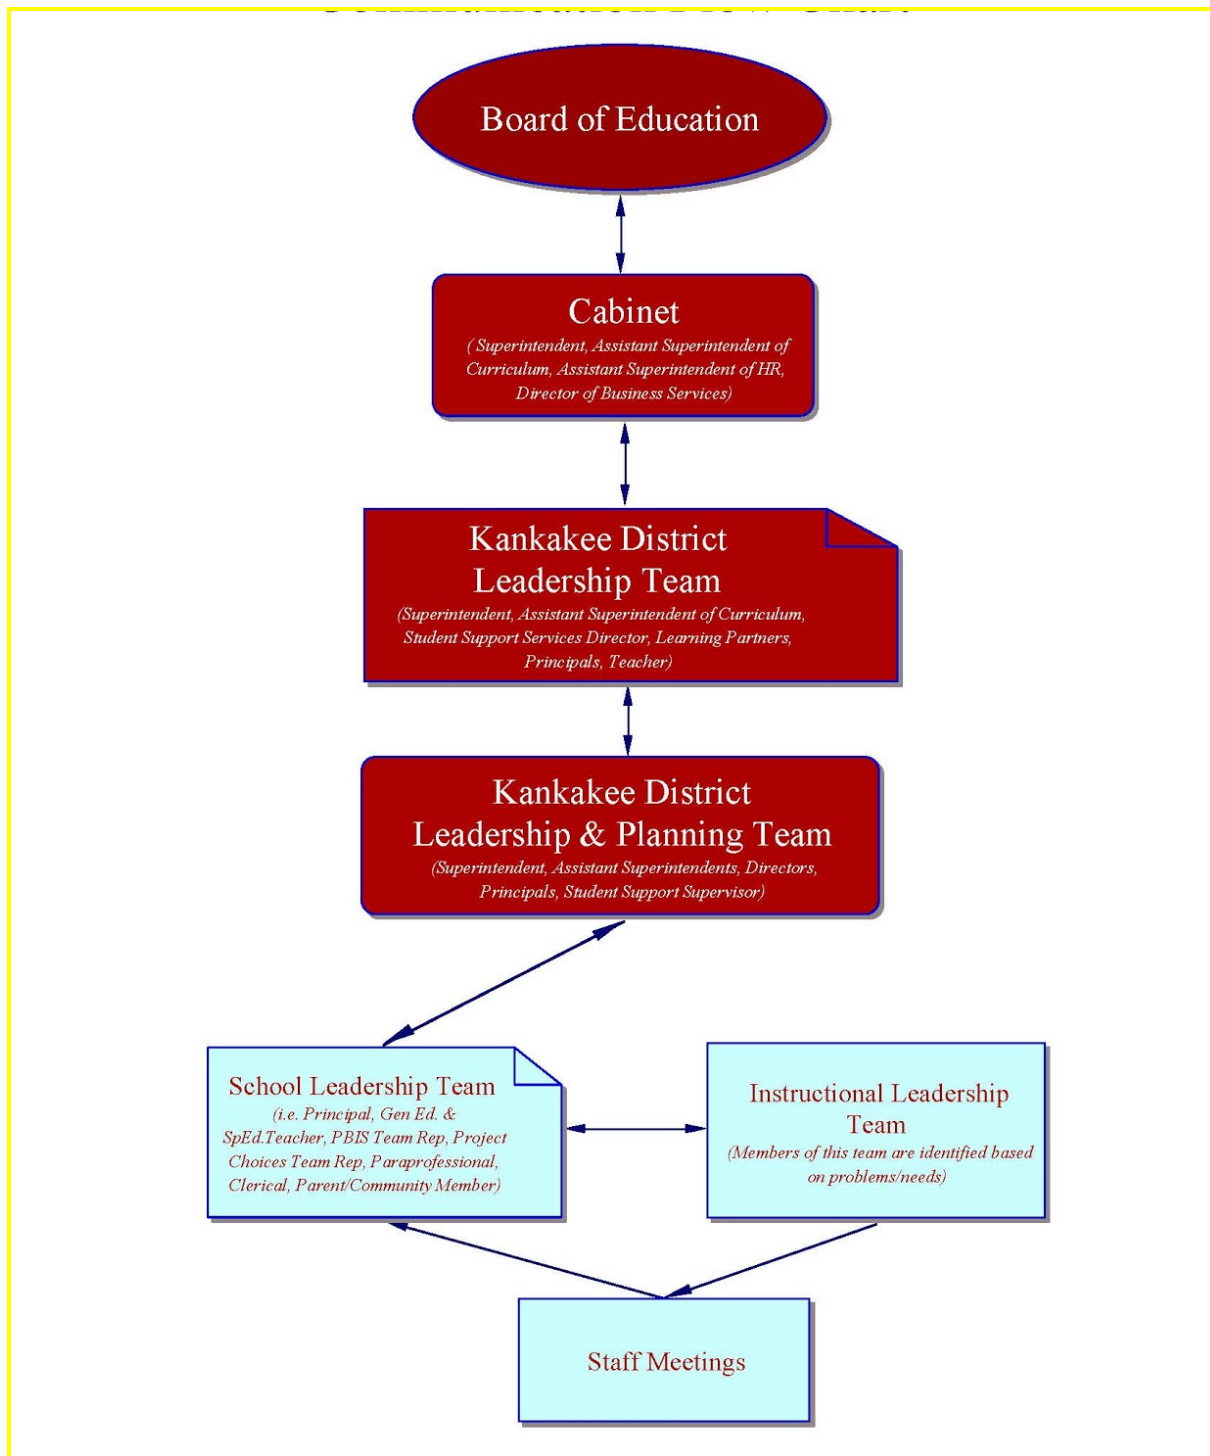 Board of Education
Cabinet
( Superintendent, Assistant Superintendent of
Curriculum, Assistant Superintendent of HR,
Director of Business Services)
Kankakee District
Leadership Team
(Superintendent, Assistant Superintendent of Curriculum,
Student Support Services Director, Learning Partners,
Principals, Teacher)
Kankakee District
Leadership & Planning Team
(Superintendent, Assistant Superintendents, Directors,
Principals, Student Support Supervisor)
School Leadership Team
(i.e. Principal, Gen Ed. &
SpEd.Teacher, PBIS Team Rep, Project
Choices Team Rep, Paraprofessional,
Clerical, Parent/Community Member)
Instructional Leadership
Team
(Members of this team are identified based
on problems/needs)
Staff Meetings